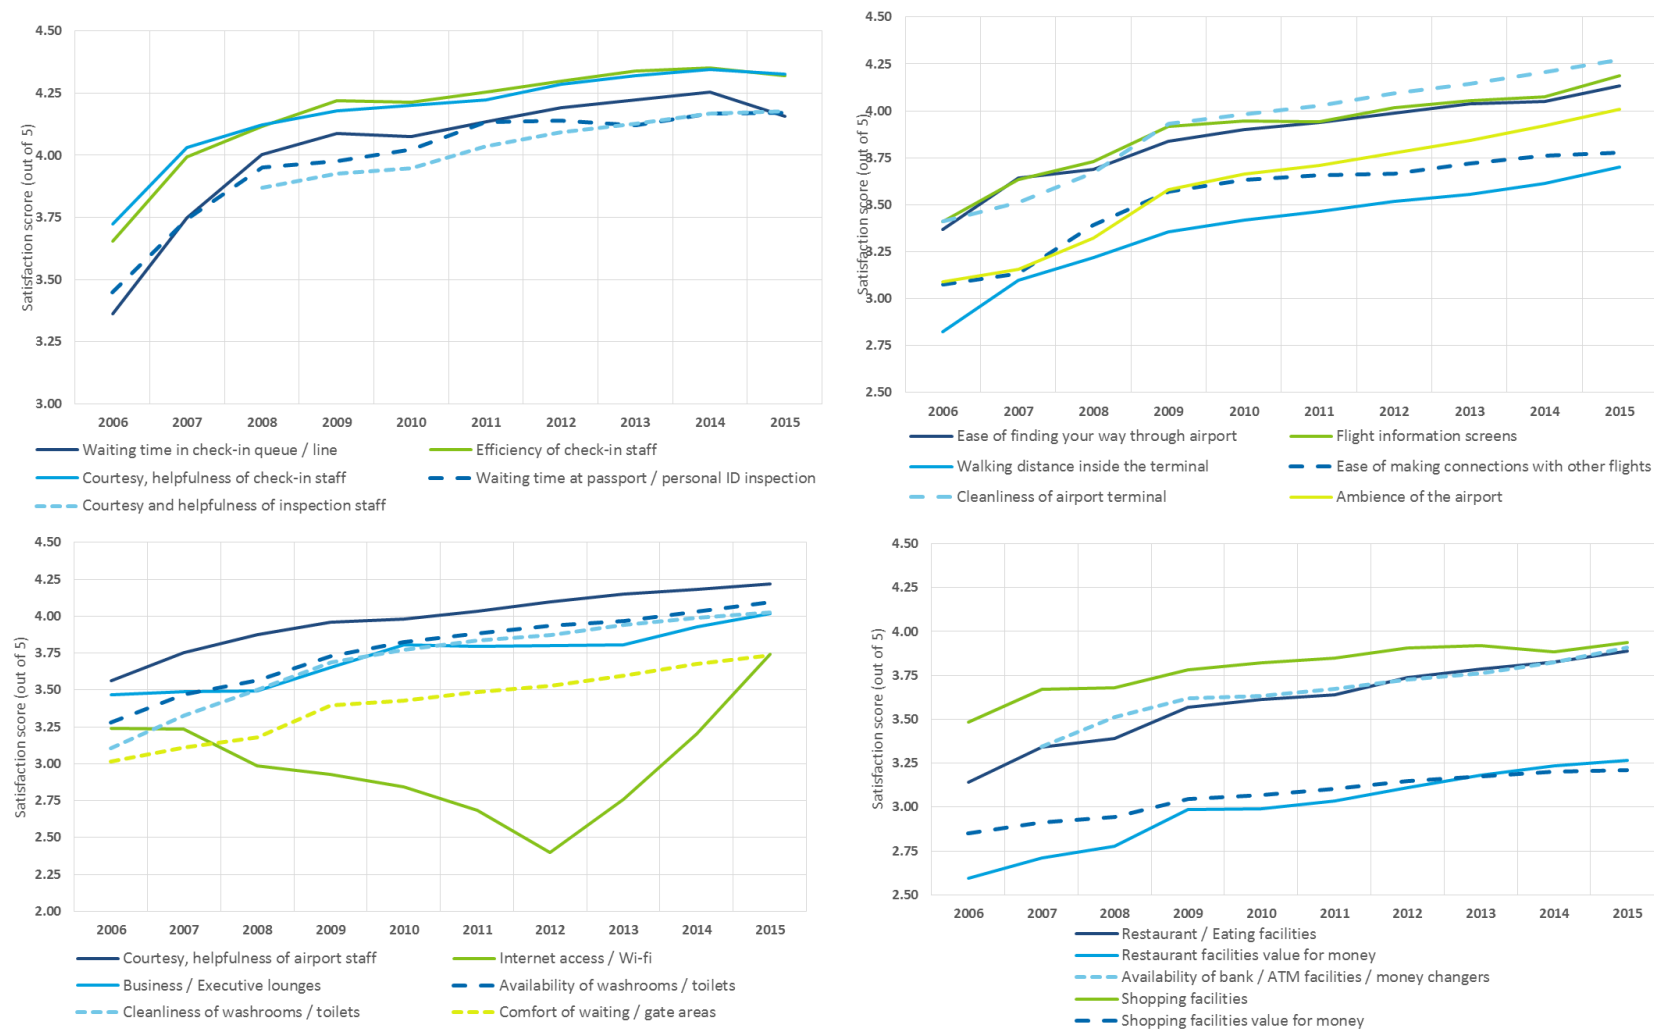 Satisfaction scrore (out of 5)
4.50
4.25
4.00
3.75
3.50
3.25
3.00
2006 2007 2008 2009 2010 2011 2012 2013 2014 2015
Waiting time in check-in queue / line
Efficiency of check-in staff
Courtesy, helpfulness of check-in staff
Waiting time at passport / personal ID inspection
Courtesy and helpfulness of inspection staff
Satisfaction score (out of 5)
4.50
4.25
4.00
3.75
3.50
3.25
3.00
2.75
2.50
2006 2007 2008 2009 2010 2011 2012 2013 2014 2015
Ease of finding your way through airport
Flight information screens
Walking distance inside the terminal
Ease of making connections with other flights
Cleanliness of airport terminal
Ambience of the airport
Satisfaction score (out of 5)
4.50
4.25
4.00
3.75
3.50
3.25
3.00
2.75
2.50
2.25
2.00
2006 2007 2008 2009 2010 2011 2012 2013 2014 2015
Courtesy, helpfulness of airport staff
Internet access / Wi-fi
Business / Executive lounges
Availability of washrooms / toilets
Cleanliness of washrooms / toilets
Comfort of waiting / gate areas
Satisfaction score (out of 5)
4.50
4.25
4.00
3.75
3.50
3.25
3.00
2.75
2.50
2006 2007 2008 2009 2010 2011 2012 2013 2014 2015
Restaurant / Eating facilities
Restaurant facilities value for money
Availability of bank / ATM facilities / money changers
Shopping facilities
Shopping facilities value for money